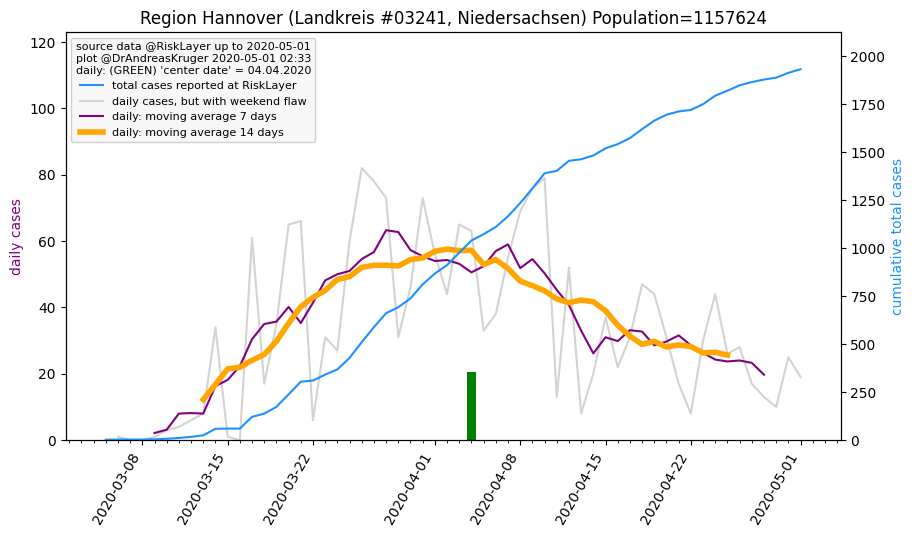 Region Hannover (Landkreis #03241, Niedersachsen) Population=1157624
source data @RiskLayer up to 2020-05-01
plot @DrAndreasKruger 2020-05-01 02:33
daily: (GREEN) 'center date' = 04.04.2020
total cases reported at RiskLayer
daily cases, but with weekend flaw
daily: moving average 7 days
daily: moving average 14 days
daily cases
120
100
80
60
40
20
0
cumulative total cases
2000
1750
1500
1250
1000
750
500
250
0
2020-03-08
2020-03-15
2020-03-22
2020-04-01
2020-04-08
2020-04-15
2020-04-22
2020-05-01